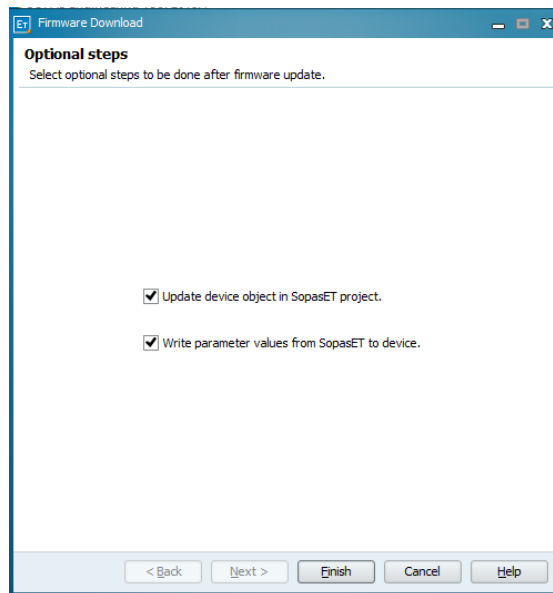 ET Firmware Download
Optional steps
Select optional steps to be done after firmware update.
Update device object in SopasET project.
Write parameter values from SopasET to device.
< Back Next > Finish Cancel Help